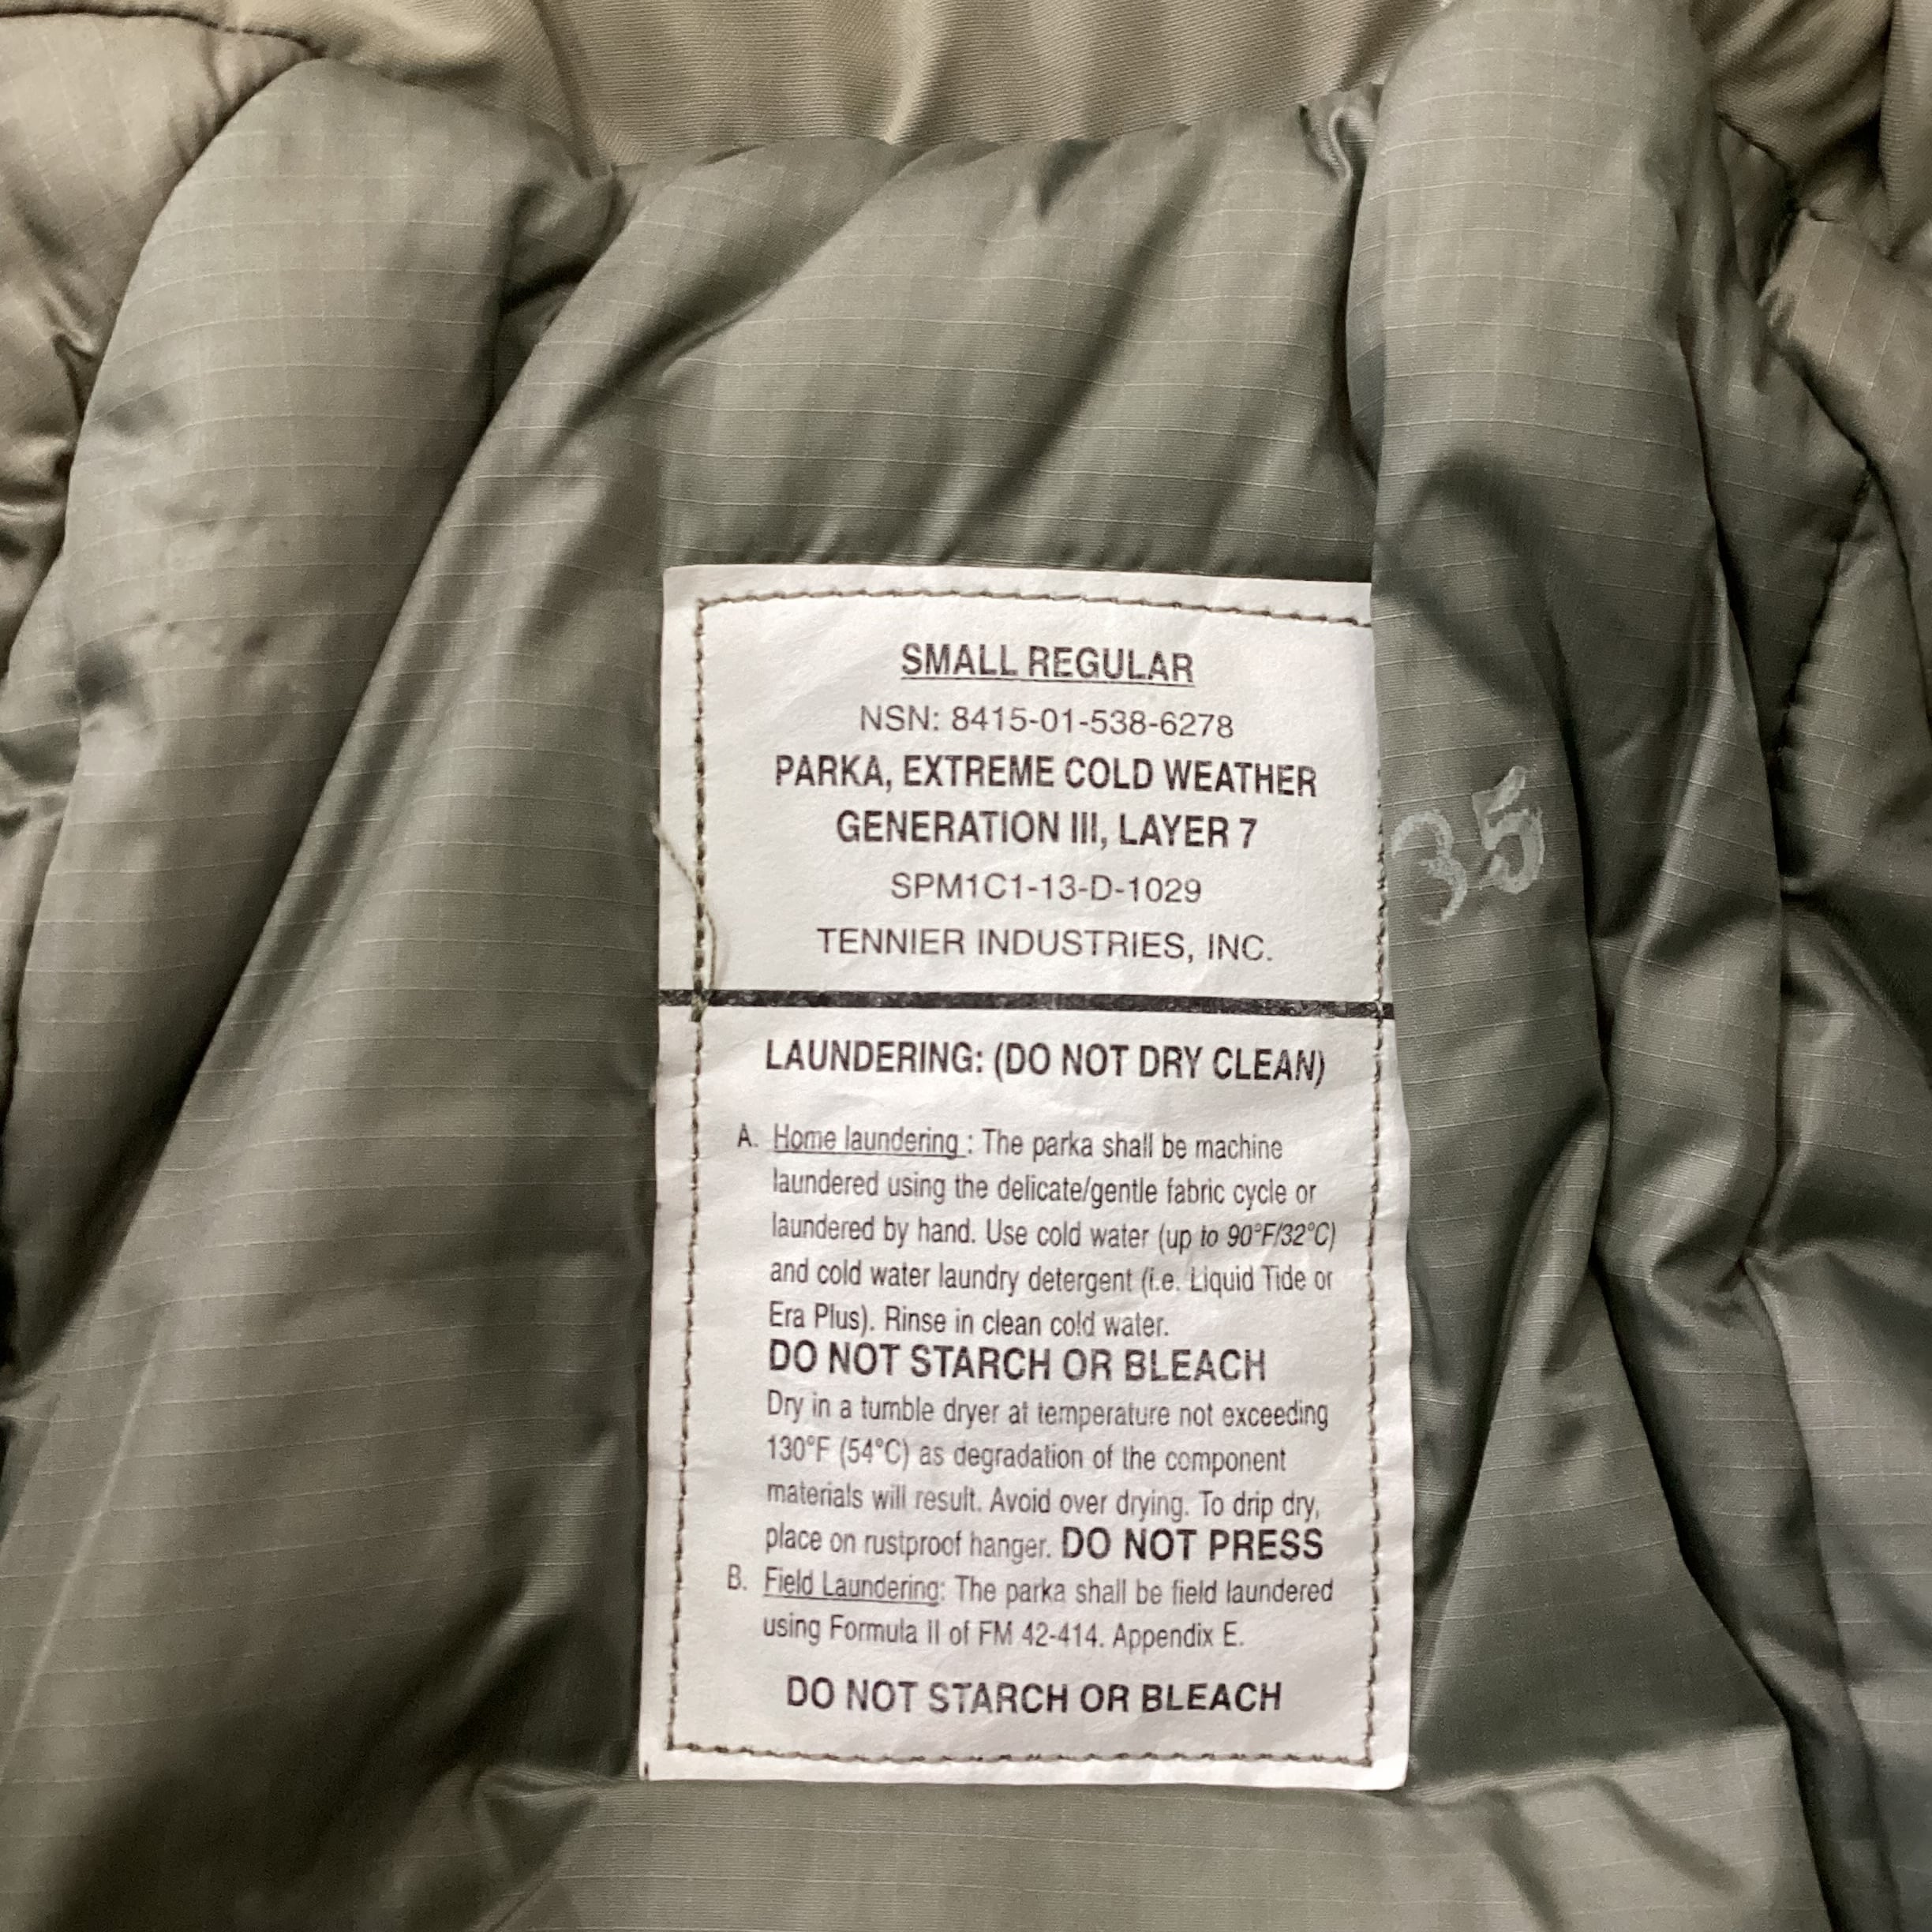 SMALL REGULAR
NSN: 8415-01-538-6278
PARKA, EXTREME COLD WEATHER
GENERATION III, LAYER 7
SPM1C1-13-D-1029
TENNIER INDUSTRIES, INC.
35
LAUNDERING: (DO NOT DRY CLEAN)
A. Home laundering : The parka shall be machine
laundered using the delicate/gentle fabric cycle or
laundered by hand. Use cold water (up to 90°F/32°C)
and cold water laundry detergent (i.e. Liquid Tide or
Era Plus). Rinse in clean cold water.
DO NOT STARCH OR BLEACH
Dry in a tumble dryer at temperature not exceeding
130°F (54°C) as degradation of the component
materials will result. Avoid over drying. To drip dry,
place on rustproof hanger. DO NOT PRESS
B. Field Laundering: The parka shall be field laundered
using Formula II of FM 42-414. Appendix E.
DO NOT STARCH OR BLEACH